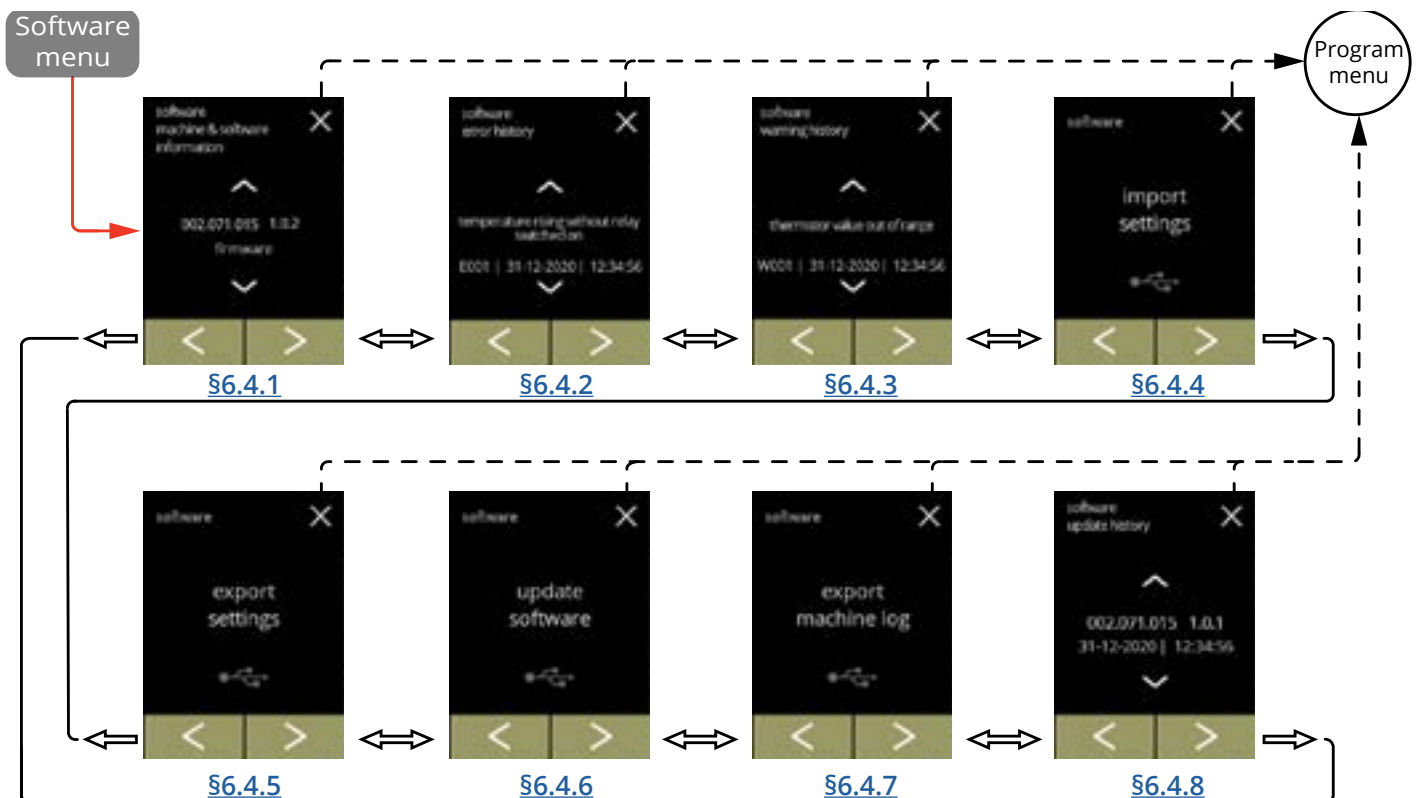 Software
menu
Program
menu
software
machine & software
information
002.071.015 1.0.2
firmware
§6.4.1
software
error history
temperature rising without relay
switched on
E001 | 31-12-2020 | 12:34:56
§6.4.2
software
warning history
thermistor value out of range
W001 | 31-12-2020 | 12:34:56
§6.4.3
software
import
settings
§6.4.4
software
export
settings
§6.4.5
software
update
software
§6.4.6
software
export
machine log
§6.4.7
software
update history
002.071.015 1.0.1
31-12-2020 | 12:34:56
§6.4.8